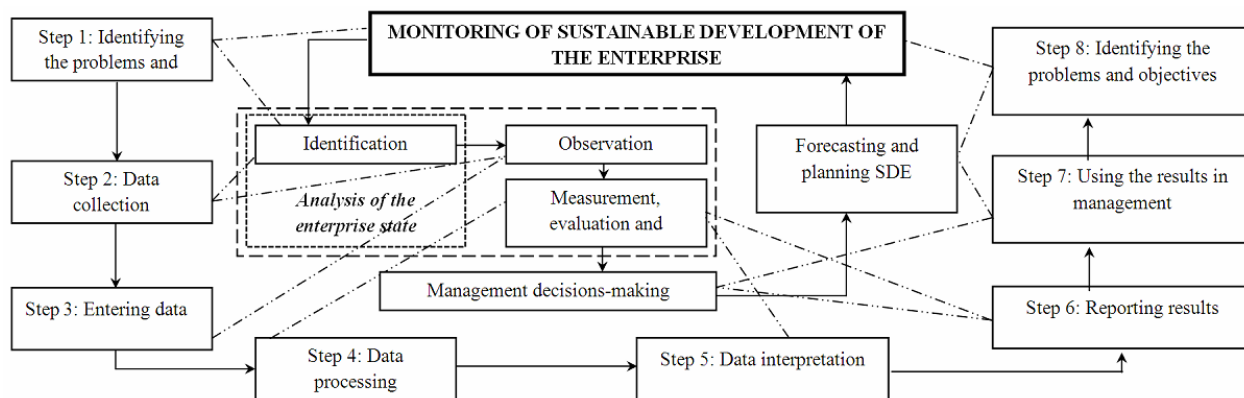 Step 1: Identifying
the problems and
MONITORING OF SUSTAINABLE DEVELOPMENT OF
THE ENTERPRISE
Step 8: Identifying the
problems and objectives
Identification
Observation
Forecasting and
planning SDE
Step 2: Data
collection
Analysis of the
enterprise state
Measurement,
evaluation and
Step 7: Using the results in
management
Management decisions-making
Step 3: Entering data
Step 6: Reporting results
Step 4: Data
processing
Step 5: Data interpretation